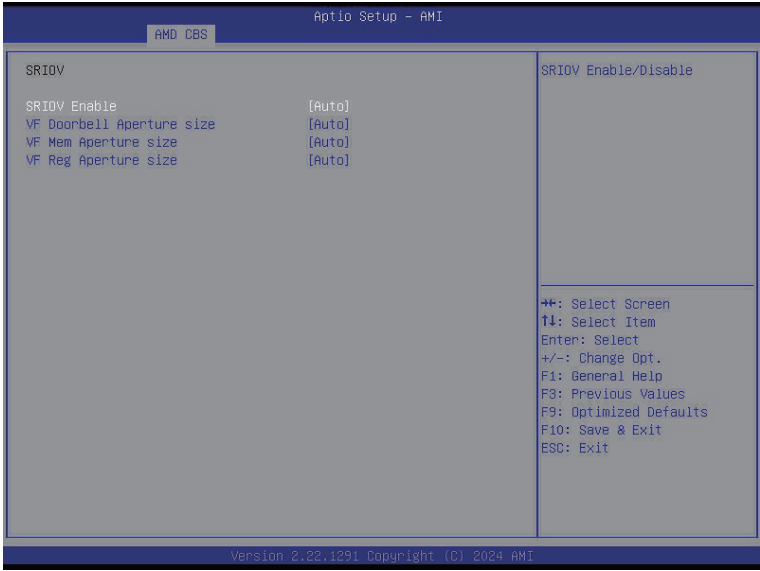 Aptio Setup – AMI
AMD CBS
SRIOV
SRIOV Enable [Auto]
VF Doorbell Aperture size [Auto]
VF Mem Aperture size [Auto]
VF Reg Aperture size [Auto]
SRIOV Enable/Disable
→←: Select Screen
↑↓: Select Item
Enter: Select
+/-: Change Opt.
F1: General Help
F3: Previous Values
F9: Optimized Defaults
F10: Save & Exit
ESC: Exit
Version 2.22.1291 Copyright (C) 2024 AMI